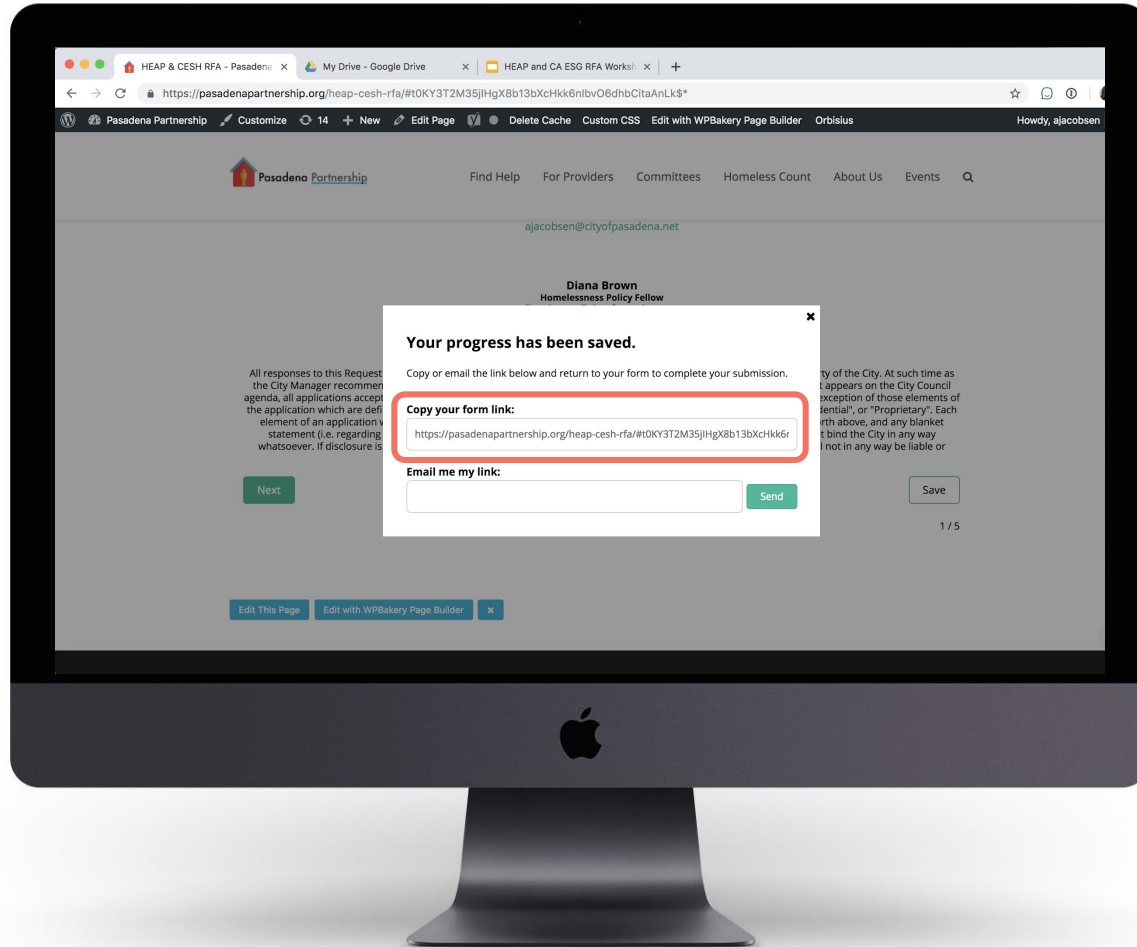 HEAP & CESH RFA - Pasadena
My Drive - Google Drive
HEAP and CA ESG RFA Worksh
https://pasadenapartnership.org/heap-cesh-rfa/#t0KY3T2M35jIHgX8b13bXcHkk6nIbvO6dhbCitaAnLk$*
Pasadena Partnership Customize 14 + New Edit Page Delete Cache Custom CSS Edit with WPBakery Page Builder Orbisius Howdy, ajacobsen
Pasadena Partnership
Find Help For Providers Committees Homeless Count About Us Events
ajacobsen@cityofpasadena.net
Diana Brown
Homelessness Policy Fellow
Your progress has been saved.
Copy or email the link below and return to your form to complete your submission.
Copy your form link:
https://pasadenapartnership.org/heap-cesh-rfa/#t0KY3T2M35jIHgX8b13bXcHkk6
Email me my link:
Send
All responses to this Request ty of the City. At such time as
the City Manager recommen t appears on the City Council
agenda, all applications accept exception of those elements of
the application which are defi dential", or "Proprietary". Each
element of an application w rth above, and any blanket
statement (i.e. regarding t bind the City in any way
whatsoever. If disclosure is l not in any way be liable or
Next
Save
1 / 5
Edit This Page Edit with WPBakery Page Builder